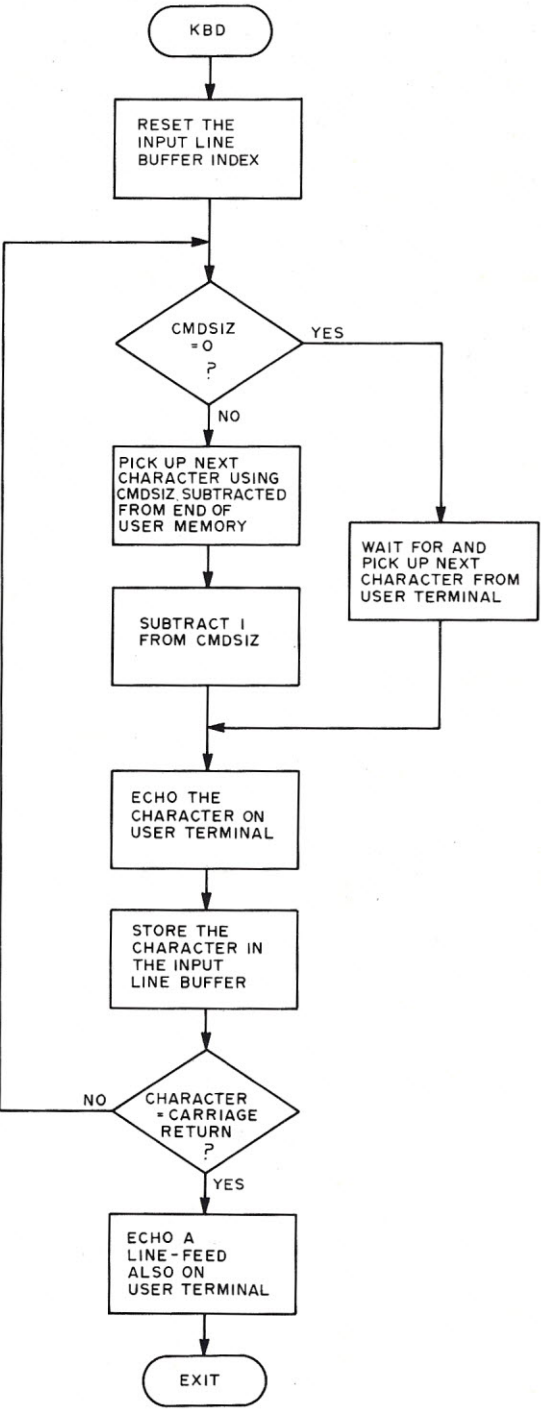 KBD
RESET THE
INPUT LINE
BUFFER INDEX
CMDSIZ
=0
?
YES
NO
PICK UP NEXT
CHARACTER USING
CMDSIZ SUBTRACTED
FROM END OF
USER MEMORY
WAIT FOR AND
PICK UP NEXT
CHARACTER FROM
USER TERMINAL
SUBTRACT 1
FROM CMDSIZ
ECHO THE
CHARACTER ON
USER TERMINAL
STORE THE
CHARACTER IN
THE INPUT
LINE BUFFER
NO
CHARACTER
= CARRIAGE
RETURN
?
YES
ECHO A
LINE-FEED
ALSO ON
USER TERMINAL
EXIT